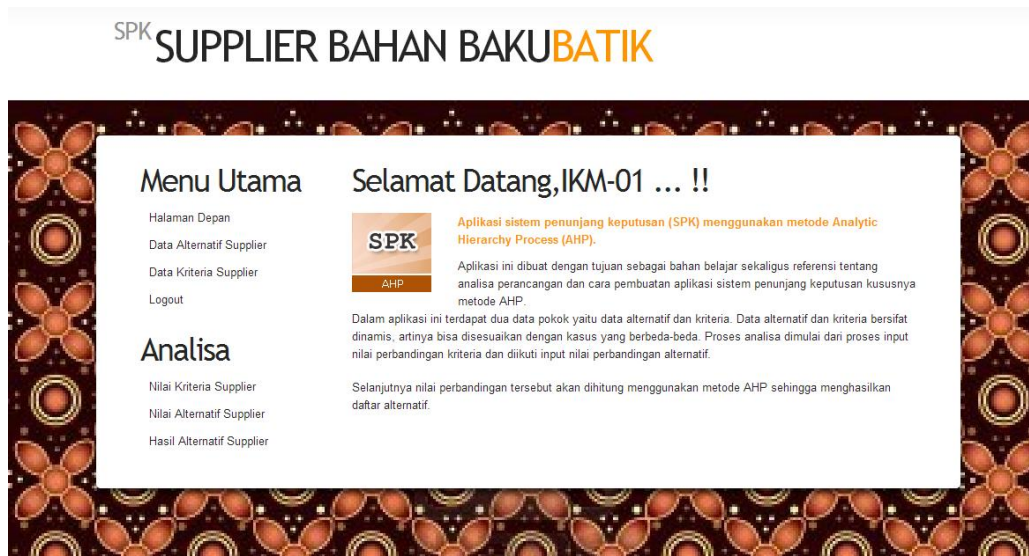 SPK SUPPLIER BAHAN BAKUBATIK
Menu Utama
Halaman Depan
Data Alternatif Supplier
Data Kriteria Supplier
Logout
Analisa
Nilai Kriteria Supplier
Nilai Alternatif Supplier
Hasil Alternatif Supplier
Selamat Datang,IKM-01 ... !!
SPK
AHP
Aplikasi sistem penunjang keputusan (SPK) menggunakan metode Analytic
Hierarchy Process (AHP).
Aplikasi ini dibuat dengan tujuan sebagai bahan belajar sekaligus referensi tentang
analisa perancangan dan cara pembuatan aplikasi sistem penunjang keputusan kususnya
metode AHP.
Dalam aplikasi ini terdapat dua data pokok yaitu data alternatif dan kriteria. Data alternatif dan kriteria bersifat
dinamis, artinya bisa disesuaikan dengan kasus yang berbeda-beda. Proses analisa dimulai dari proses input
nilai perbandingan kriteria dan diikuti input nilai perbandingan alternatif.
Selanjutnya nilai perbandingan tersebut akan dihitung menggunakan metode AHP sehingga menghasilkan
daftar alternatif.